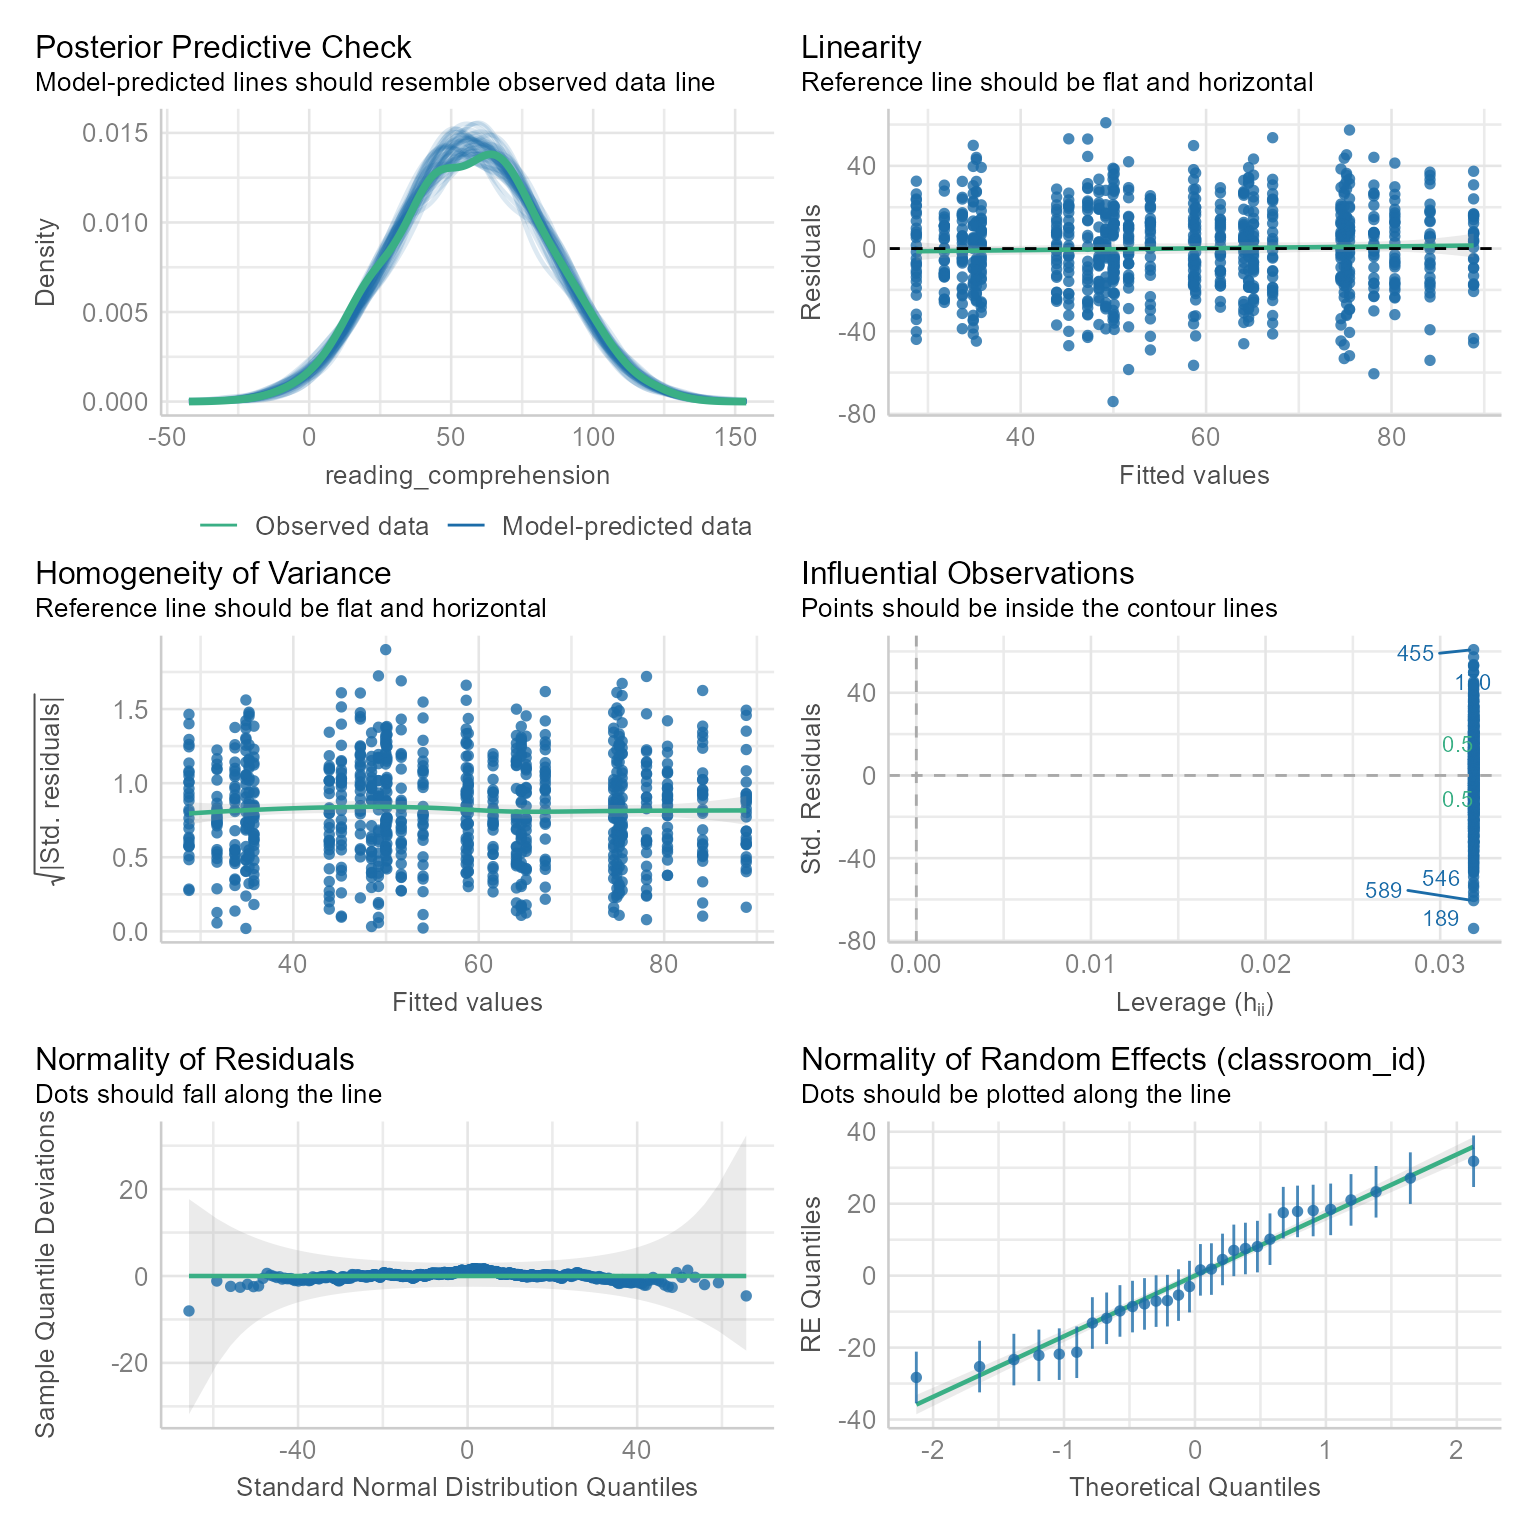 Posterior Predictive Check
Model-predicted lines should resemble observed data line
Density
0.015
0.010
0.005
0.000
-50 0 50 100 150
reading_comprehension
Observed data Model-predicted data
Linearity
Reference line should be flat and horizontal
Residuals
40
0
-40
-80
40 60 80
Fitted values
Homogeneity of Variance
Reference line should be flat and horizontal
√|Std. residuals|
1.5
1.0
0.5
0.0
40 60 80
Fitted values
Influential Observations
Points should be inside the contour lines
Std. Residuals
40
0
-40
-80
455
0.5
0.5
546
589
189
0.00 0.01 0.02 0.03
Leverage (hii)
Normality of Residuals
Dots should fall along the line
Sample Quantile Deviations
20
0
-20
-40 0 40
Standard Normal Distribution Quantiles
Normality of Random Effects (classroom_id)
Dots should be plotted along the line
RE Quantiles
40
20
0
-20
-40
-2 -1 0 1 2
Theoretical Quantiles